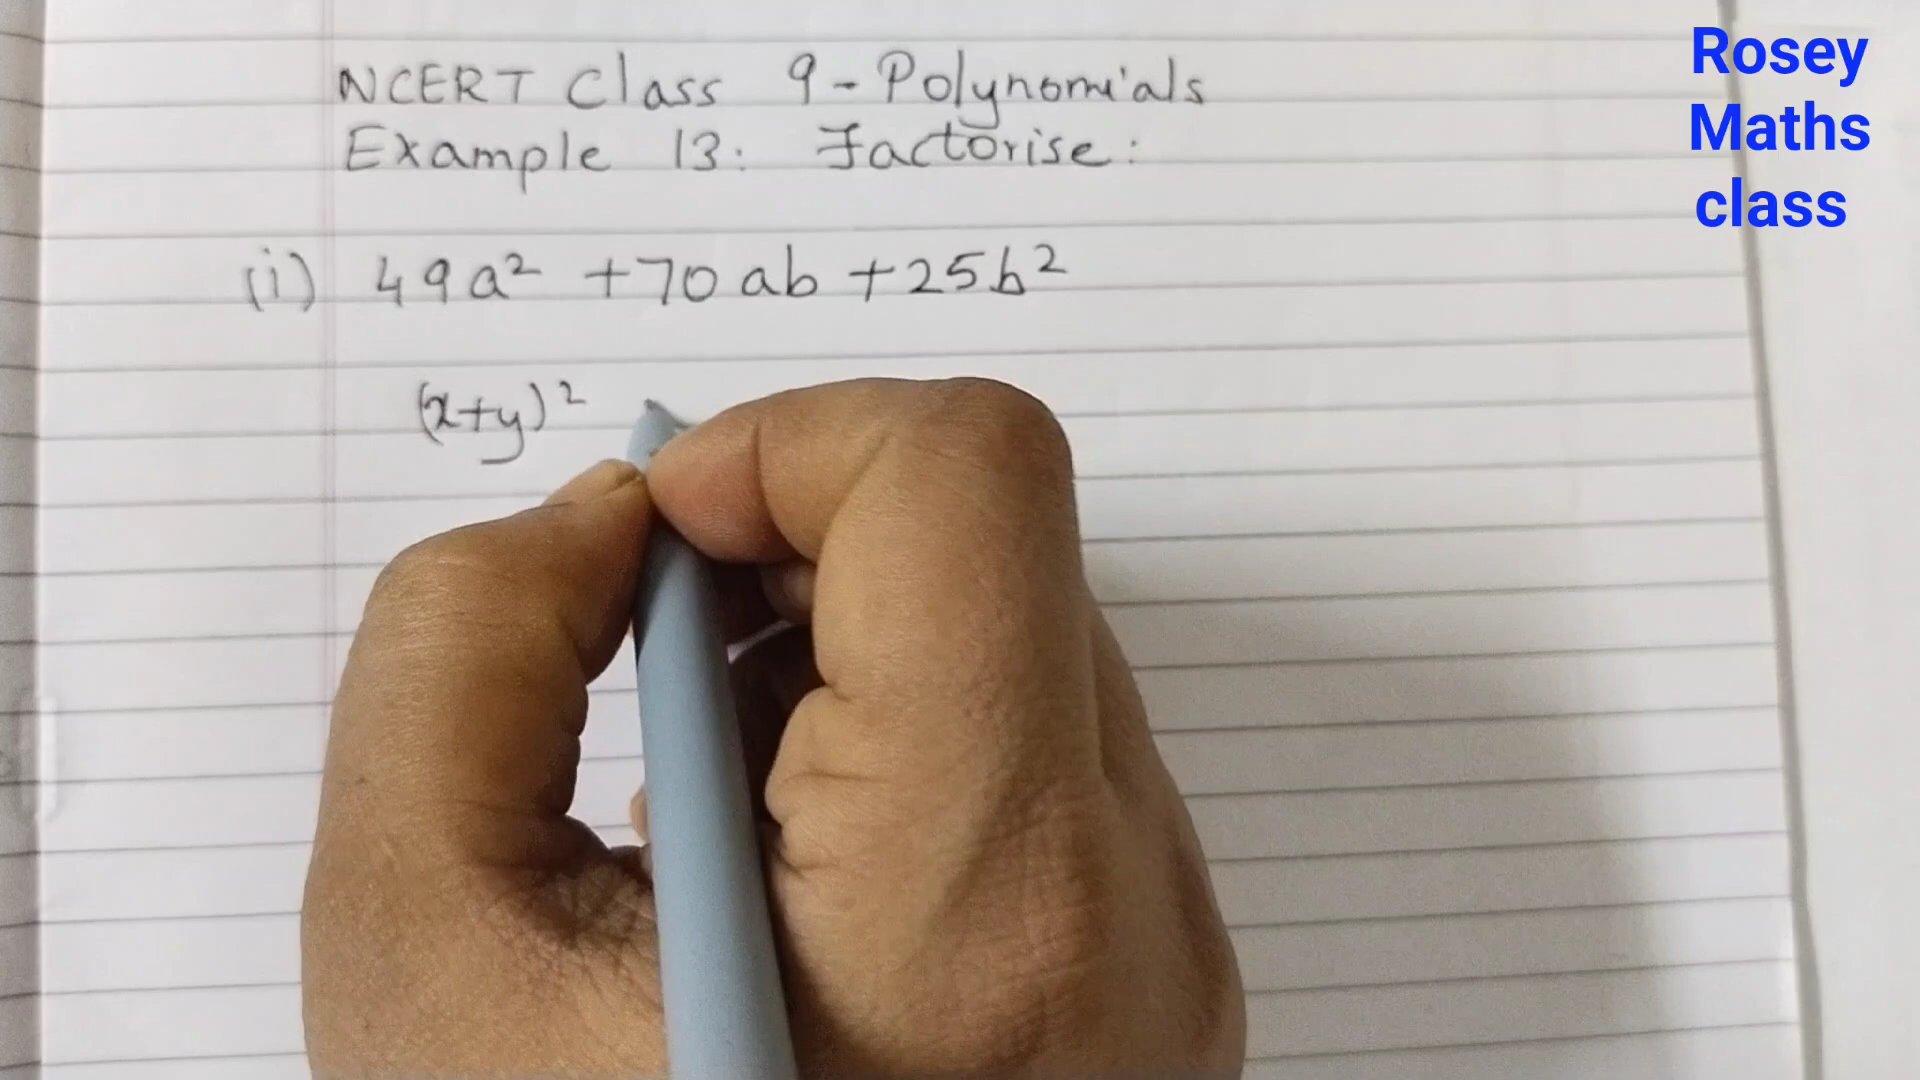 NCERT Class 9 - Polynomials
Example 13: Factorise:
(i) 49a² +70ab +25b²
(x+y)²
Rosey
Maths
class